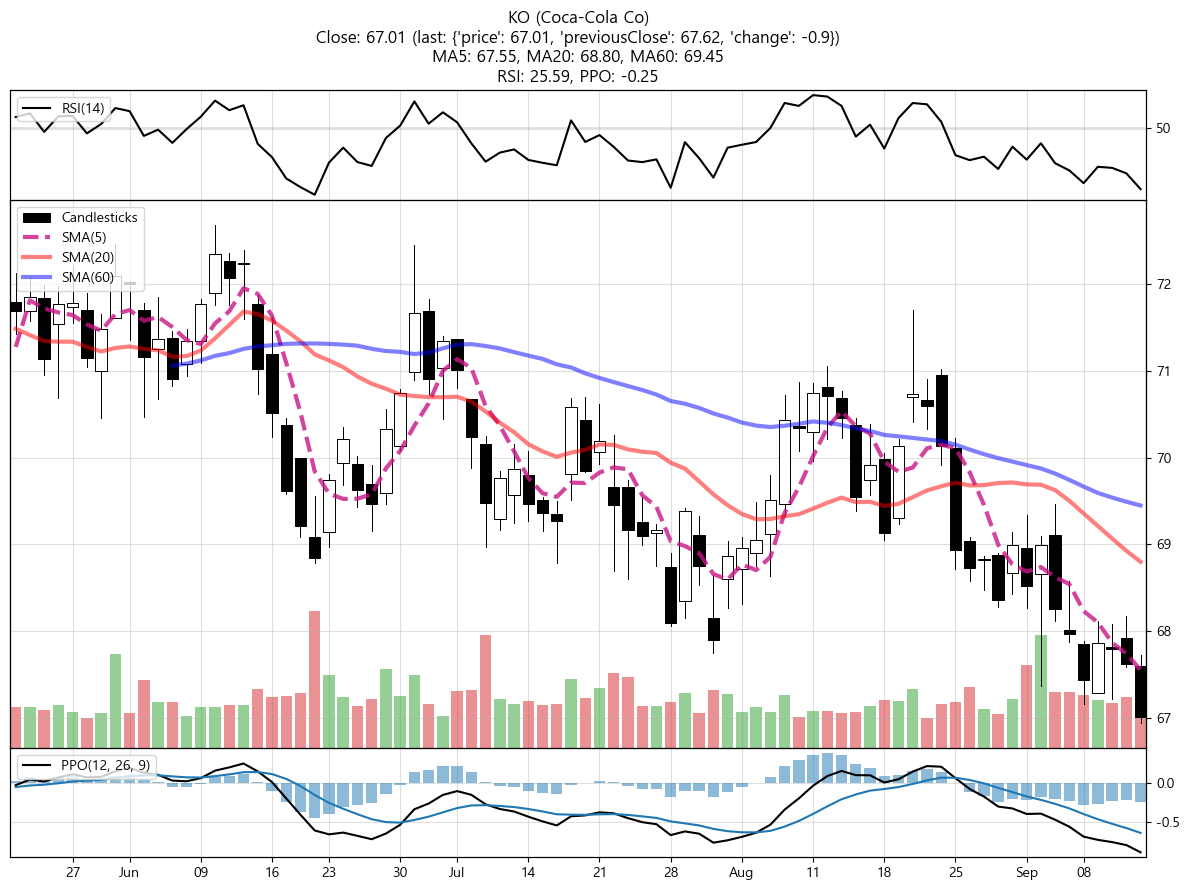 KO (Coca-Cola Co)
Close: 67.01 (last: {'price': 67.01, 'previousClose': 67.62, 'change': -0.9})
MA5: 67.55, MA20: 68.80, MA60: 69.45
RSI: 25.59, PPO: -0.25
RSI(14)
50
Candlesticks
SMA(5)
SMA(20)
SMA(60)
72
71
70
69
68
67
PPO(12, 26, 9)
0.0
-0.5
27 Jun 09 16 23 30 Jul 14 21 28 Aug 11 18 25 Sep 08